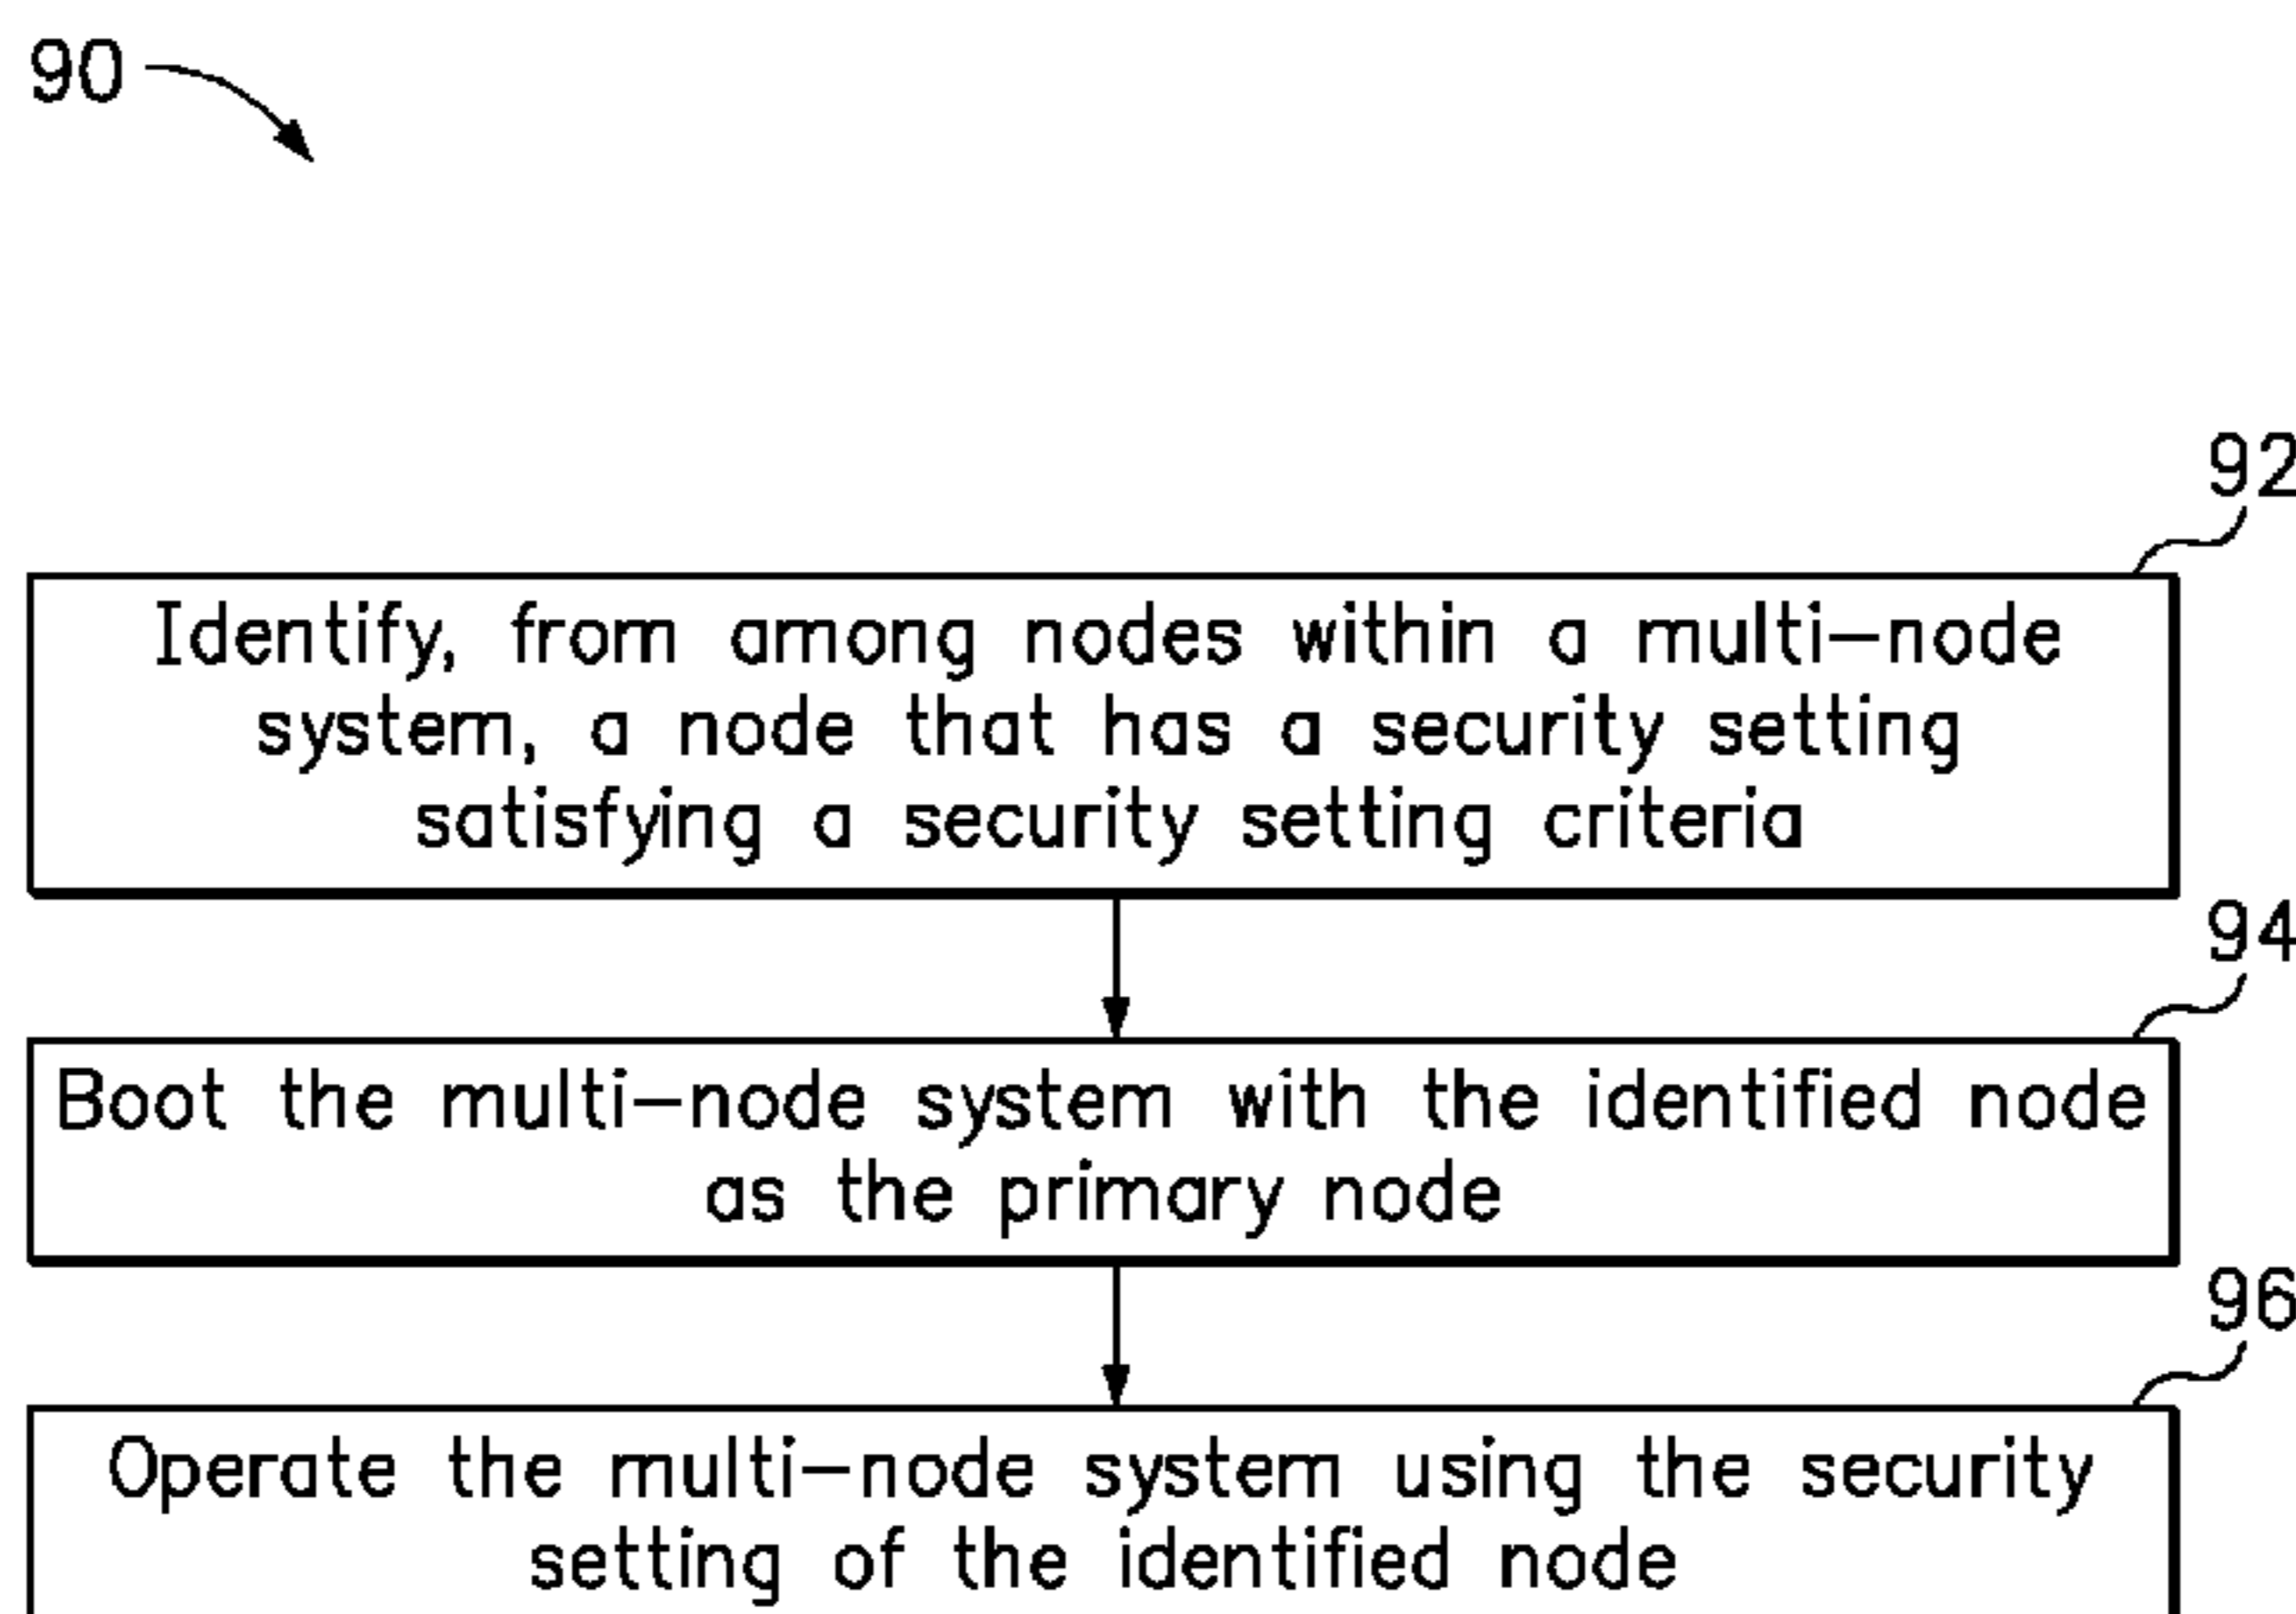 90
92
Identify, from among nodes within a multi-node
system, a node that has a security setting
satisfying a security setting criteria
94
Boot the multi-node system with the identified node
as the primary node
96
Operate the multi-node system using the security
setting of the identified node